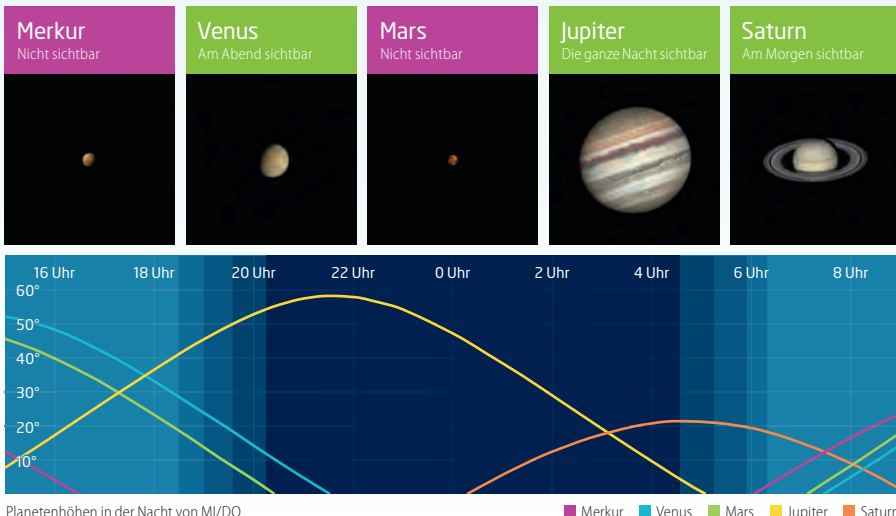 Merkur
Nicht sichtbar
Venus
Am Abend sichtbar
Mars
Nicht sichtbar
Jupiter
Die ganze Nacht sichtbar
Saturn
Am Morgen sichtbar
16 Uhr 18 Uhr 20 Uhr 22 Uhr 0 Uhr 2 Uhr 4 Uhr 6 Uhr 8 Uhr
60°
50°
40°
30°
20°
10°
Planetenhöhen in der Nacht von MI/DO
Merkur Venus Mars Jupiter Saturn